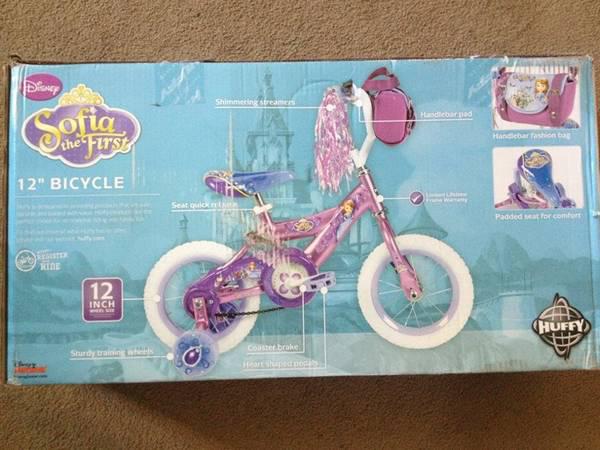 Disney
Sofia
the First
12" BICYCLE
REGISTER
YOUR
RIDE
12
INCH
WHEEL SIZE
Shimmering streamers
Handlebar pad
Seat quick release
Limited Lifetime
Frame Warranty
Sturdy training wheels
Coaster brake
Heart shaped pedals
Handlebar fashion bag
Padded seat for comfort
HUFFY